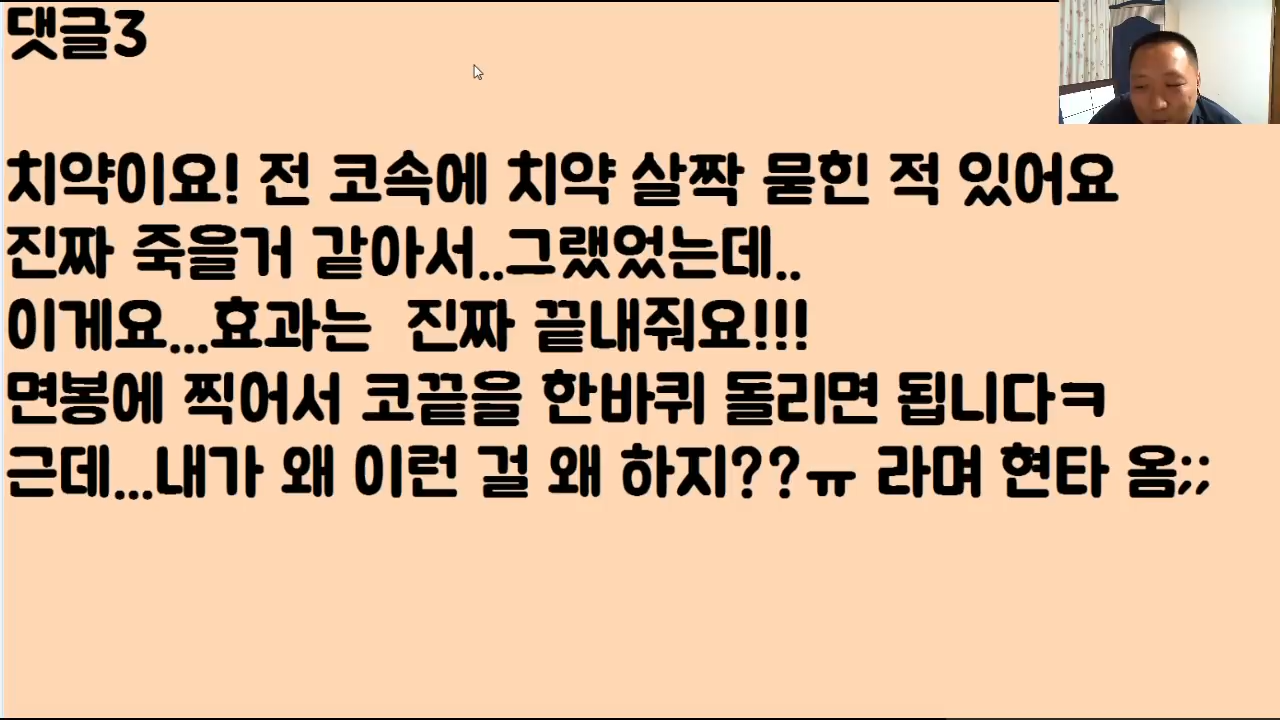 댓글3
치약이요! 전 코속에 치약 살짝 묻힌 적 있어요
진짜 죽을거 같아서..그랬었는데..
이게요...효과는 진짜 끝내줘요!!!
면봉에 찍어서 코끝을 한바퀴 돌리면 됩니다ㅋ
근데...내가 왜 이런 걸 왜 하지??ㅠ 라며 현타 옴;;